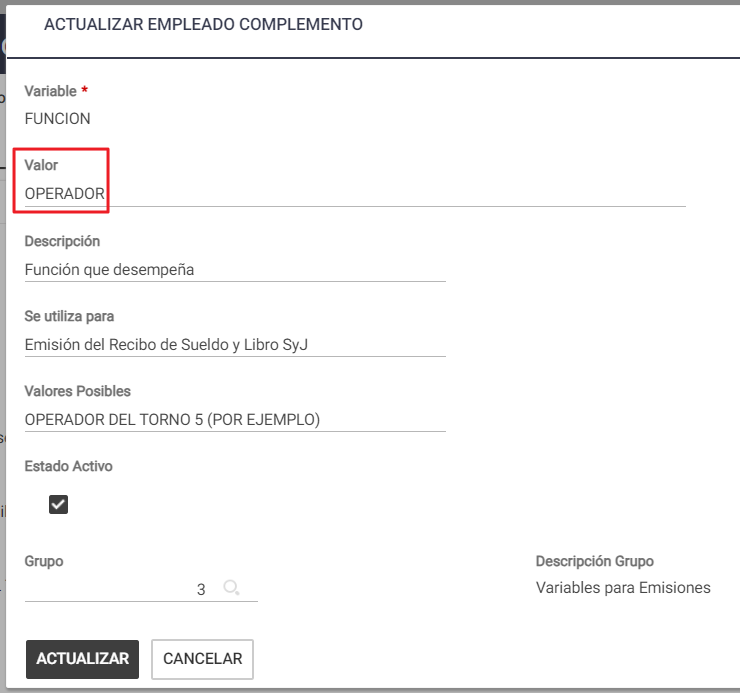 ACTUALIZAR EMPLEADO COMPLEMENTO
Variable *
FUNCION
Valor
OPERADOR
Descripción
Función que desempeña
Se utiliza para
Emisión del Recibo de Sueldo y Libro SyJ
Valores Posibles
OPERADOR DEL TORNO 5 (POR EJEMPLO)
Estado Activo
Grupo
3
Descripción Grupo
Variables para Emisiones
ACTUALIZAR
CANCELAR